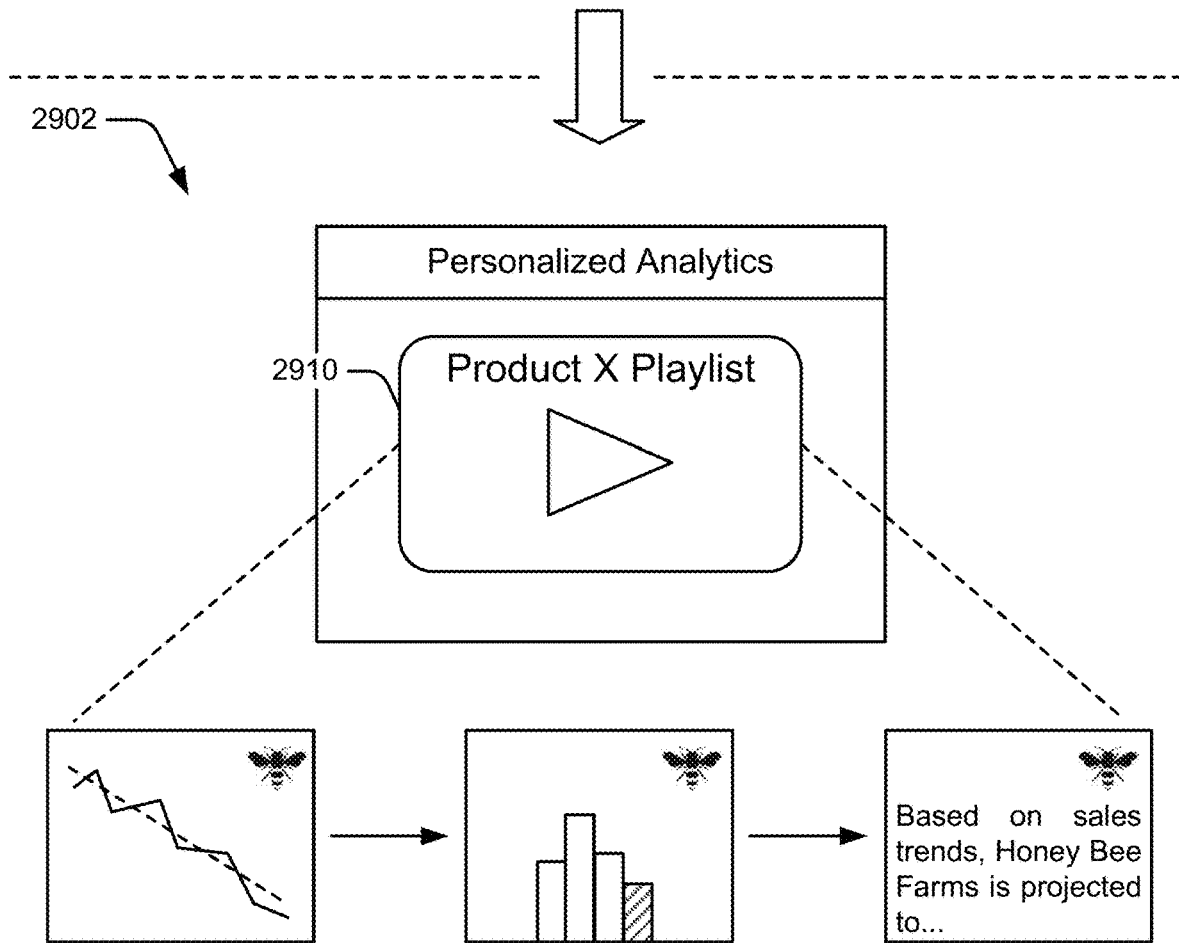 2902
Personalized Analytics
2910
Product X Playlist
Based on sales
trends, Honey Bee
Farms is projected
to...